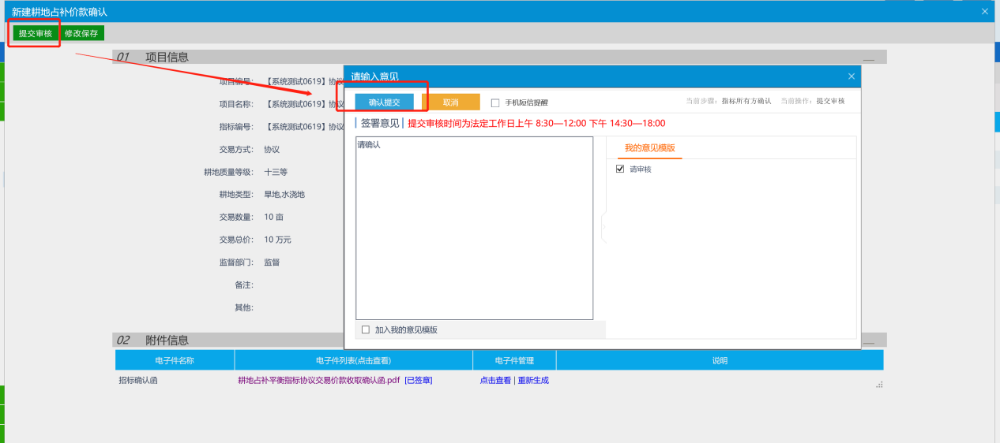 新建耕地占补价款确认
提交审核 修改保存
01 项目信息
项目编号: 【系统测试0619】协议
项目名称: 【系统测试0619】协议
指标编号: 【系统测试0619】协议
交易方式: 协议
耕地质量等级: 十三等
耕地类型: 旱地,水浇地
交易数量: 10 亩
交易总价: 10 万元
监督部门: 监督
备注:
其他:
请输入意见
确认提交 取消 手机短信提醒 当前步骤: 指标所有方确认 当前操作: 提交审核
签署意见 提交审核时间为法定工作日上午 8:30—12:00 下午 14:30—18:00
请确认
我的意见模版
请审核
加入我的意见模版
02 附件信息
电子件名称 电子件列表(点击查看) 电子件管理 说明
招标确认函 耕地占补平衡指标协议交易价款收取确认函.pdf [已签章] 点击查看 | 重新生成